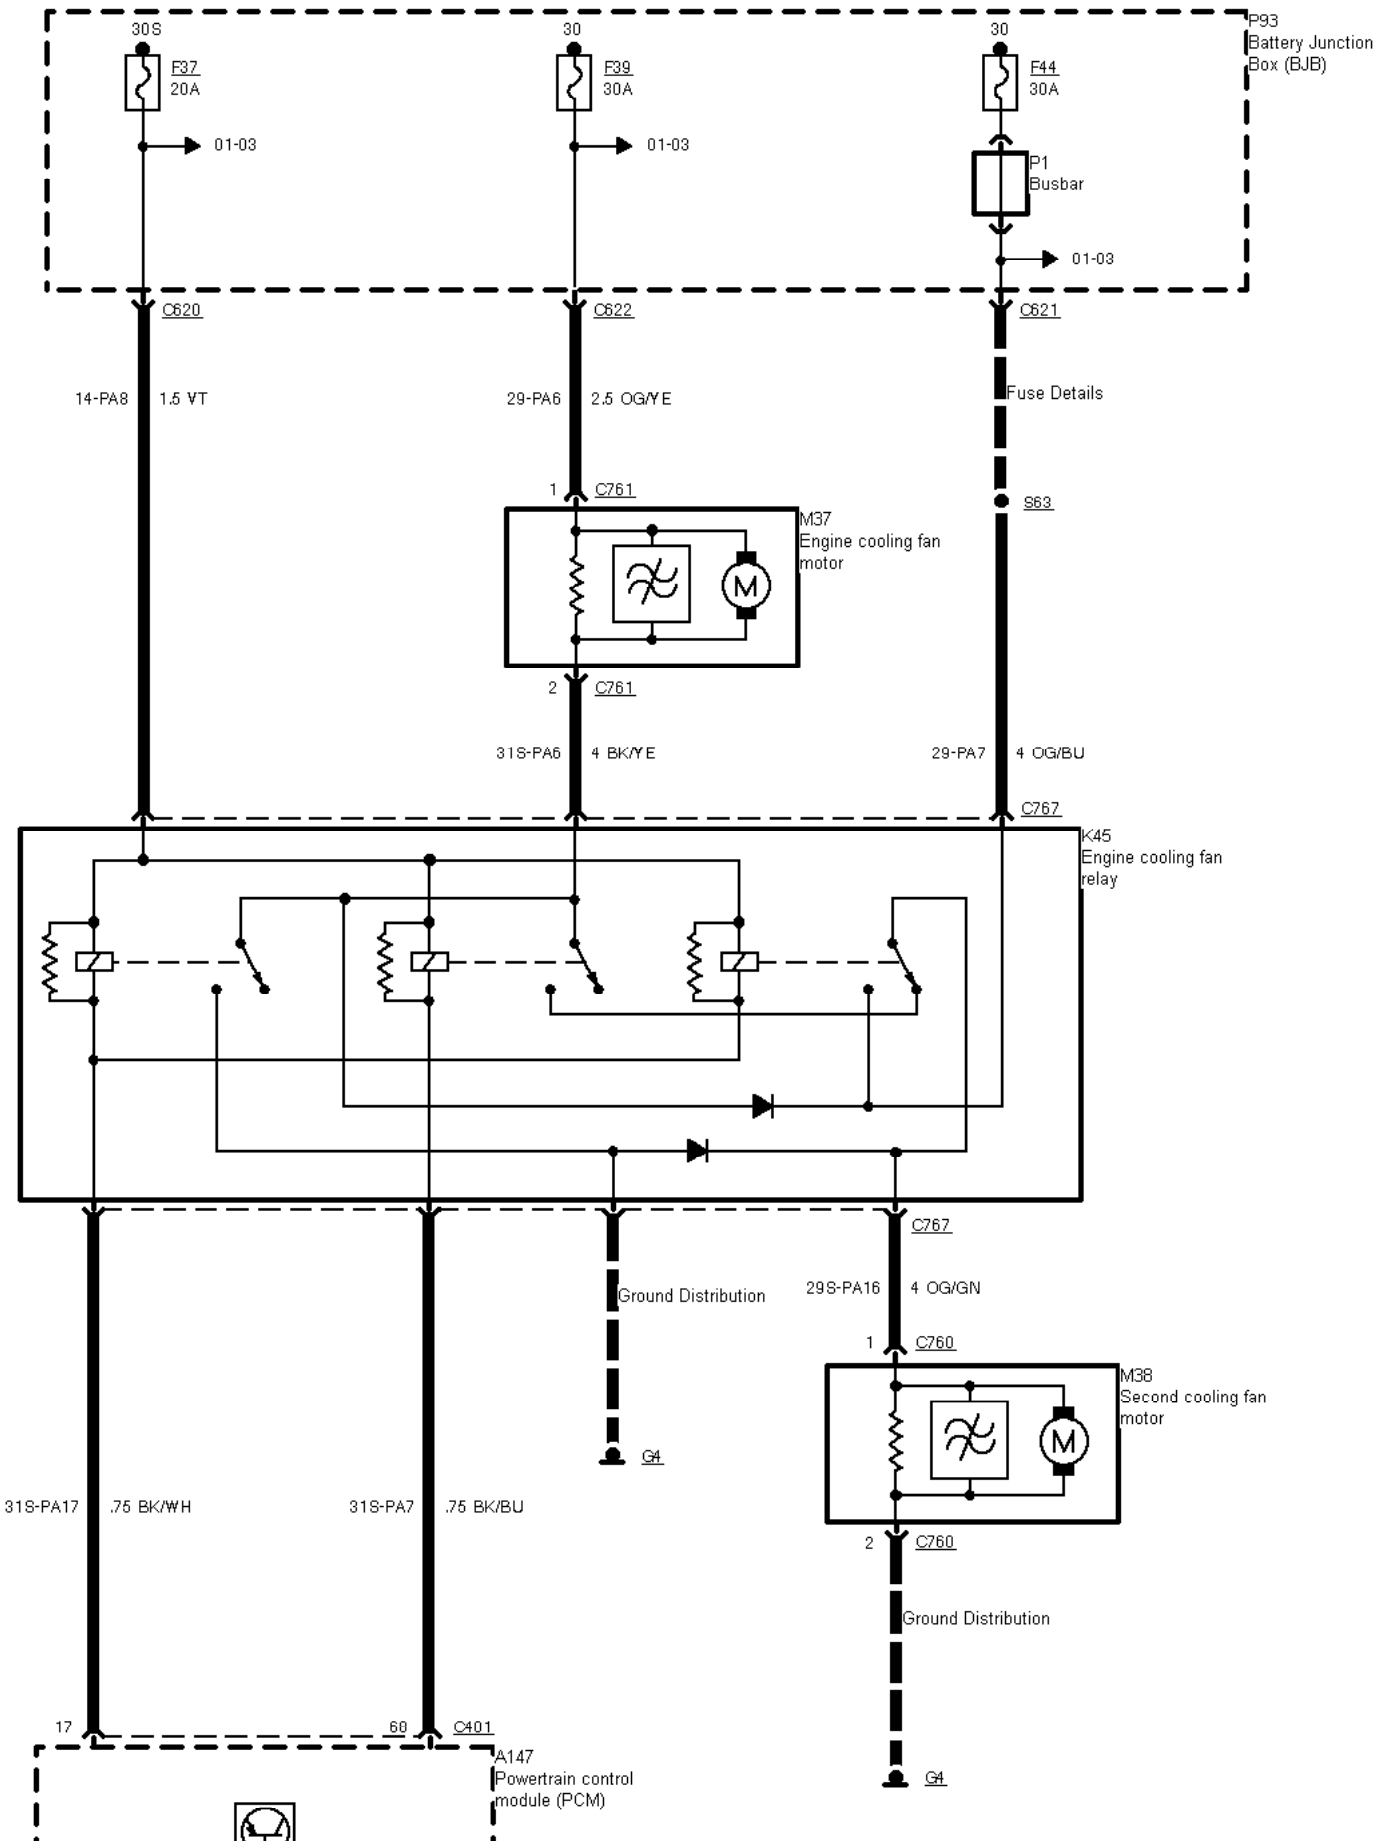 30S
30
30
P93
Battery Junction
Box (BJB)
F37
20A
F39
30A
F44
30A
01-03
01-03
P1
Busbar
01-03
C620
C622
C621
14-PA8
1.5 VT
29-PA6
2.5 OG/YE
Fuse Details
1
C761
S63
M37
Engine cooling fan
motor
M
2
C761
31S-PA6
4 BK/YE
29-PA7
4 OG/BU
C767
K45
Engine cooling fan
relay
C767
Ground Distribution
29S-PA16
4 OG/GN
1
C760
M38
Second cooling fan
motor
M
G4
31S-PA17
.75 BK/WH
31S-PA7
.75 BK/BU
2
C760
Ground Distribution
17
68
C401
A147
Powertrain control
module (PCM)
G4